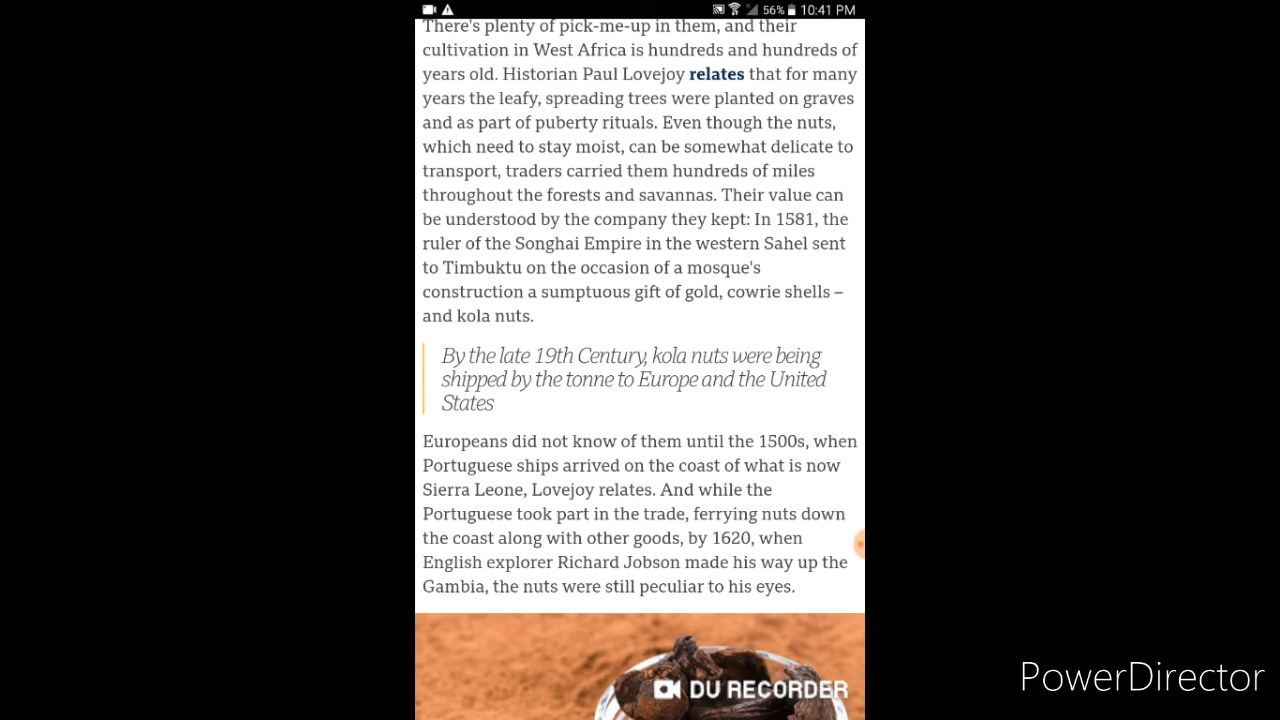 56% 10:41 PM
There's plenty of pick-me-up in them, and their
cultivation in West Africa is hundreds and hundreds of
years old. Historian Paul Lovejoy relates that for many
years the leafy, spreading trees were planted on graves
and as part of puberty rituals. Even though the nuts,
which need to stay moist, can be somewhat delicate to
transport, traders carried them hundreds of miles
throughout the forests and savannas. Their value can
be understood by the company they kept: In 1581, the
ruler of the Songhai Empire in the western Sahel sent
to Timbuktu on the occasion of a mosque's
construction a sumptuous gift of gold, cowrie shells –
and kola nuts.
By the late 19th Century, kola nuts were being
shipped by the tonne to Europe and the United
States
Europeans did not know of them until the 1500s, when
Portuguese ships arrived on the coast of what is now
Sierra Leone, Lovejoy relates. And while the
Portuguese took part in the trade, ferrying nuts down
the coast along with other goods, by 1620, when
English explorer Richard Jobson made his way up the
Gambia, the nuts were still peculiar to his eyes.
DU RECORDER
PowerDirector